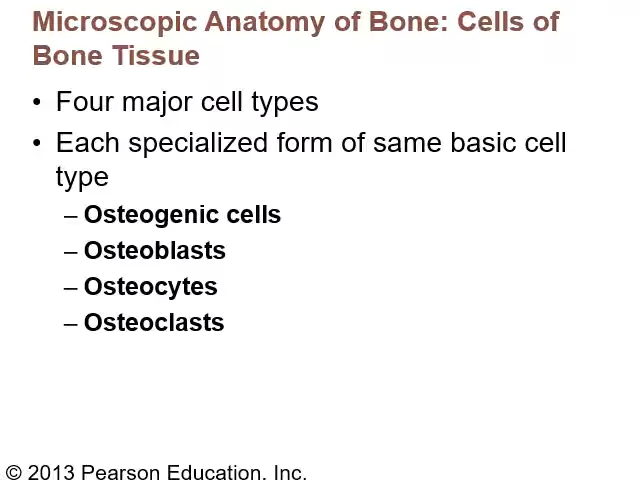 Microscopic Anatomy of Bone: Cells of
Bone Tissue
• Four major cell types
• Each specialized form of same basic cell
type
– Osteogenic cells
– Osteoblasts
– Osteocytes
– Osteoclasts
© 2013 Pearson Education, Inc.